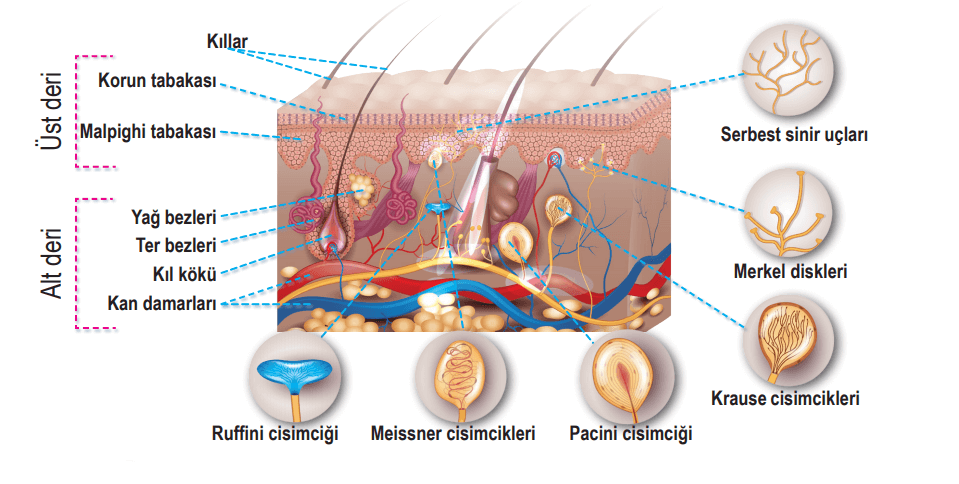 Kıllar
Üst deri
Korun tabakası
Malpighi tabakası
Alt deri
Yağ bezleri
Ter bezleri
Kıl kökü
Kan damarları
Serbest sinir uçları
Merkel diskleri
Krause cisimcikleri
Ruffini cisimciği
Meissner cisimcikleri
Pacini cisimciği